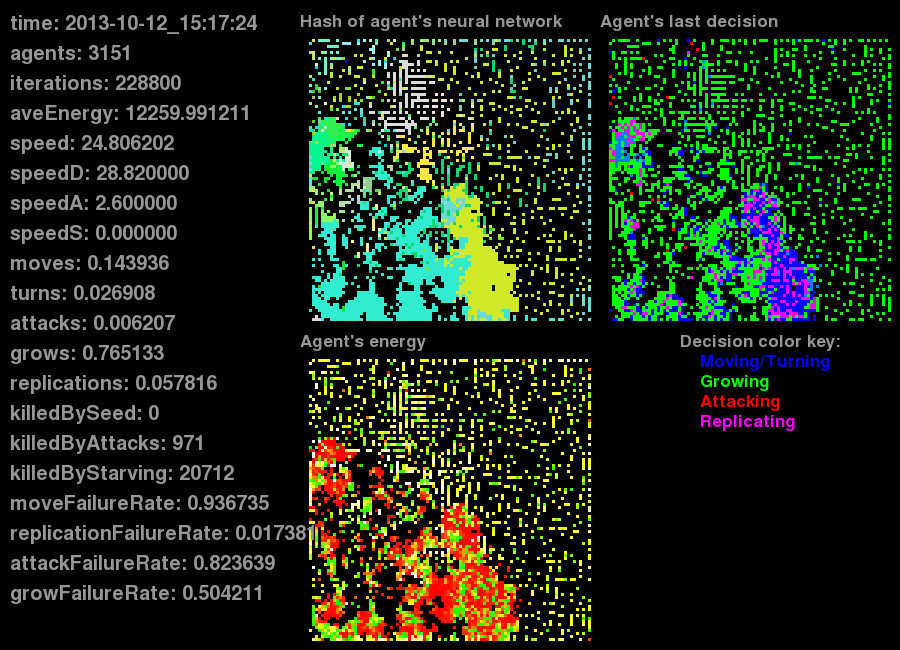 time: 2013-10-12_15:17:24
agents: 3151
iterations: 228800
aveEnergy: 12259.991211
speed: 24.806202
speedD: 28.820000
speedA: 2.600000
speedS: 0.000000
moves: 0.143936
turns: 0.026908
attacks: 0.006207
grows: 0.765133
replications: 0.057816
killedBySeed: 0
killedByAttacks: 971
killedByStarving: 20712
moveFailureRate: 0.936735
replicationFailureRate: 0.017381
attackFailureRate: 0.823639
growFailureRate: 0.504211
Hash of agent's neural network
Agent's last decision
Agent's energy
Decision color key:
Moving/Turning
Growing
Attacking
Replicating